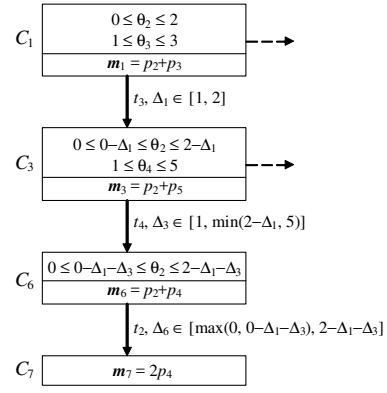 0 ≤ θ₂ ≤ 2
1 ≤ θ₃ ≤ 3
C₁
m₁ = p₂+p₃
t₃, Δ₁ ∈ [1, 2]
0 ≤ 0−Δ₁ ≤ θ₂ ≤ 2−Δ₁
1 ≤ θ₄ ≤ 5
C₃
m₃ = p₂+p₅
t₄, Δ₃ ∈ [1, min(2−Δ₁, 5)]
0 ≤ 0−Δ₁−Δ₃ ≤ θ₂ ≤ 2−Δ₁−Δ₃
C₆
m₆ = p₂+p₄
t₂, Δ₆ ∈ [max(0, 0−Δ₁−Δ₃), 2−Δ₁−Δ₃]
C₇
m₇ = 2p₄